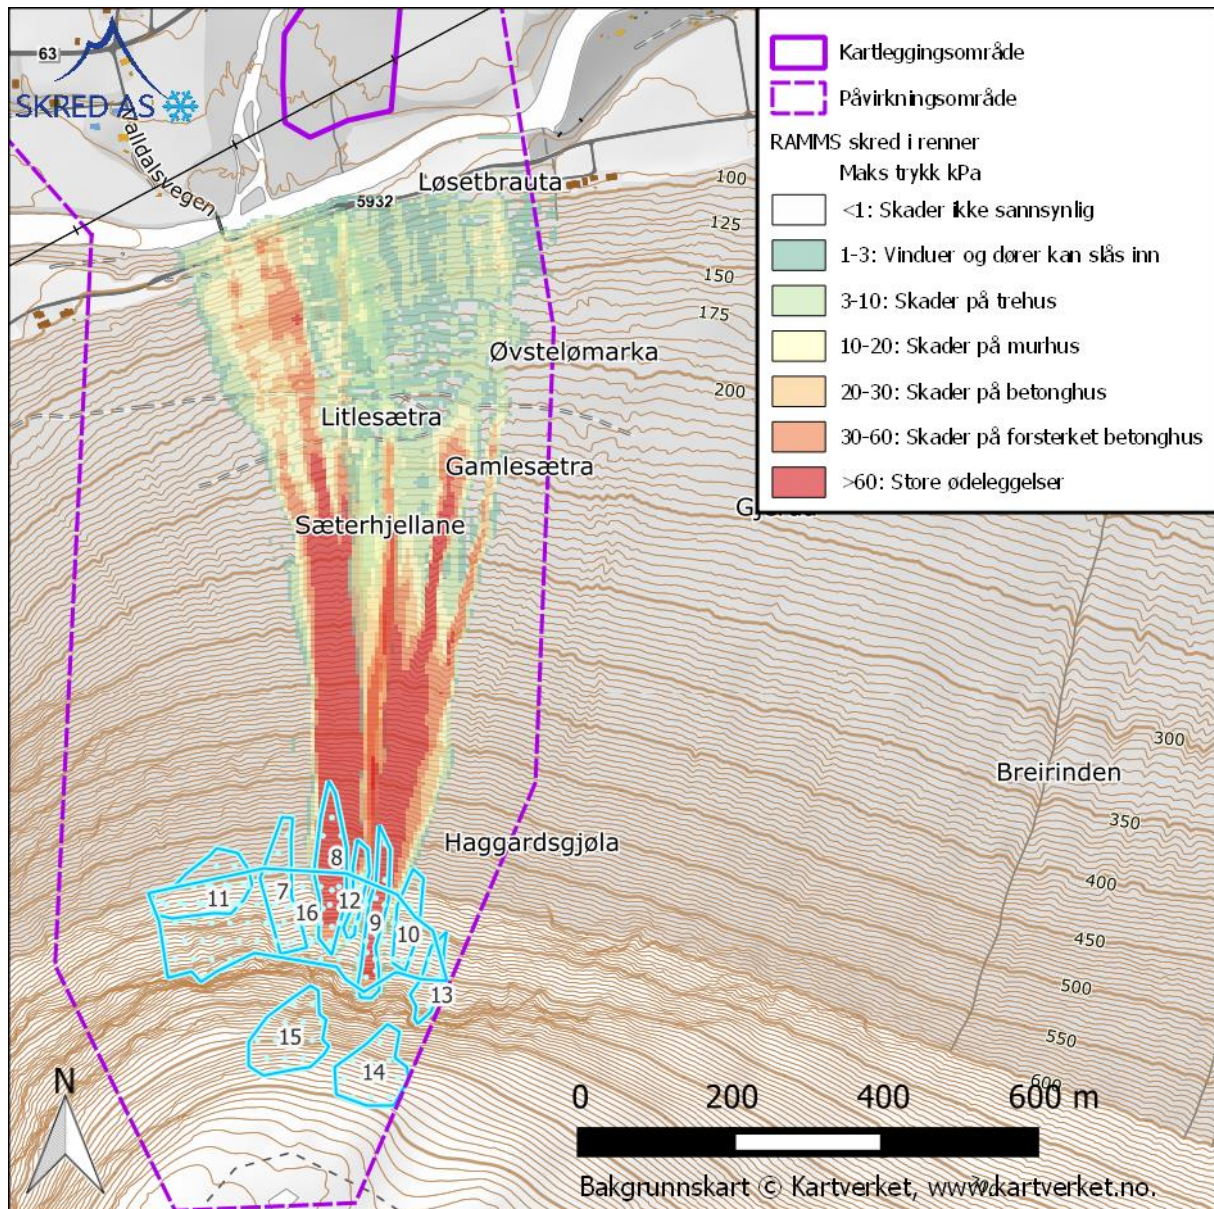 63
SKRED AS
Valldalsvegen
Løsetbrauta
5932
100
125
150
175
200
Øvstelømarka
Litlesætra
Gamlesætra
Sæterhjellane
300
Breirinden
350
Haggardsgjøla
400
450
500
550
600
8
11
7
16
12
9
10
13
15
14
N
0 200 400 600 m
Bakgrunnskart © Kartverket, www.kartverket.no.
Kartleggingsområde
Påvirkningsområde
RAMMS skred i renner
Maks trykk kPa
<1: Skader ikke sannsynlig
1-3: Vinduer og dører kan slås inn
3-10: Skader på trehus
10-20: Skader på murhus
20-30: Skader på betonghus
30-60: Skader på forsterket betonghus
>60: Store ødeleggelser